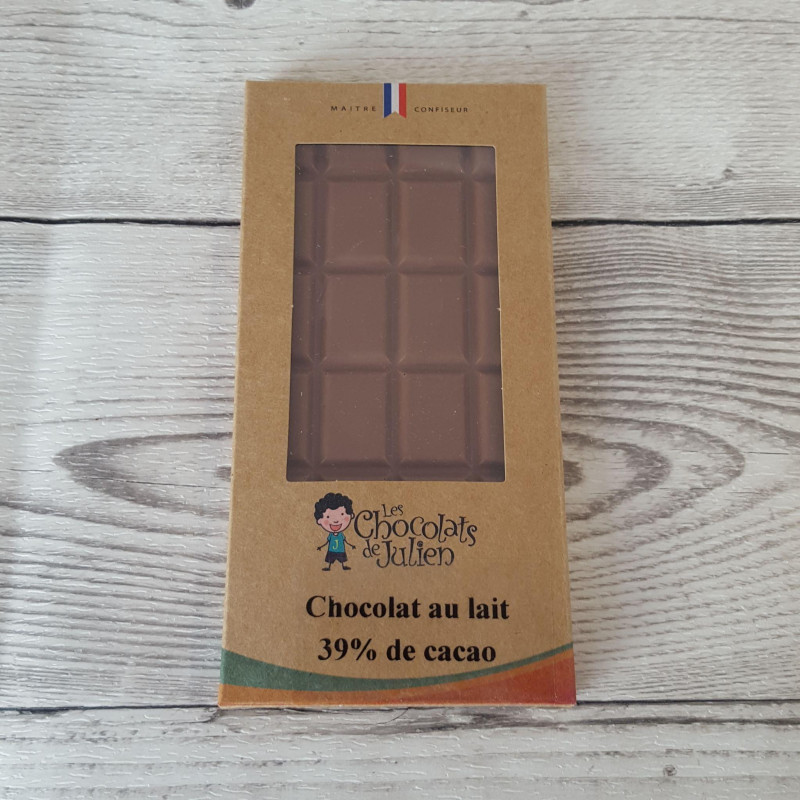 MAITRE CONFISEUR
Les
Chocolats
de Julien
J
Chocolat au lait
39% de cacao